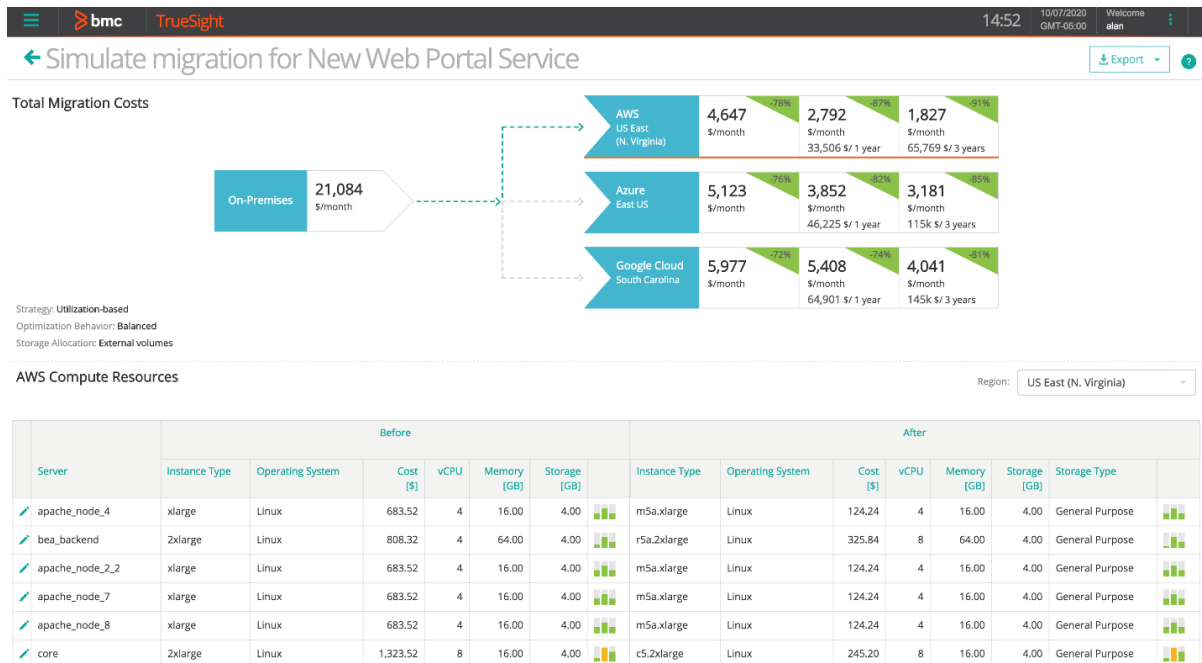 bmc TrueSight 14:52 10/07/2020 GMT-05:00 Welcome alan
Simulate migration for New Web Portal Service Export ?
Total Migration Costs
On-Premises 21,084 $/month
AWS US East (N. Virginia) 4,647 $/month -78% 2,792 $/month 33,506 $/ 1 year -87% 1,827 $/month 65,769 $/ 3 years -91%
Azure East US 5,123 $/month -76% 3,852 $/month 46,225 $/ 1 year -82% 3,181 $/month 115k $/ 3 years -85%
Google Cloud South Carolina 5,977 $/month -72% 5,408 $/month 64,901 $/ 1 year -74% 4,041 $/month 145k $/ 3 years -81%
Strategy: Utilization-based
Optimization Behavior: Balanced
Storage Allocation: External volumes
AWS Compute Resources Region: US East (N. Virginia)
Before After
Server Instance Type Operating System Cost [$] vCPU Memory [GB] Storage [GB] Instance Type Operating System Cost [$] vCPU Memory [GB] Storage [GB] Storage Type
apache_node_4 xlarge Linux 683.52 4 16.00 4.00 m5a.xlarge Linux 124.24 4 16.00 4.00 General Purpose
bea_backend 2xlarge Linux 808.32 4 64.00 4.00 r5a.2xlarge Linux 325.84 8 64.00 4.00 General Purpose
apache_node_2_2 xlarge Linux 683.52 4 16.00 4.00 m5a.xlarge Linux 124.24 4 16.00 4.00 General Purpose
apache_node_7 xlarge Linux 683.52 4 16.00 4.00 m5a.xlarge Linux 124.24 4 16.00 4.00 General Purpose
apache_node_8 xlarge Linux 683.52 4 16.00 4.00 m5a.xlarge Linux 124.24 4 16.00 4.00 General Purpose
core 2xlarge Linux 1,323.52 8 16.00 4.00 c5.2xlarge Linux 245.20 8 16.00 4.00 General Purpose